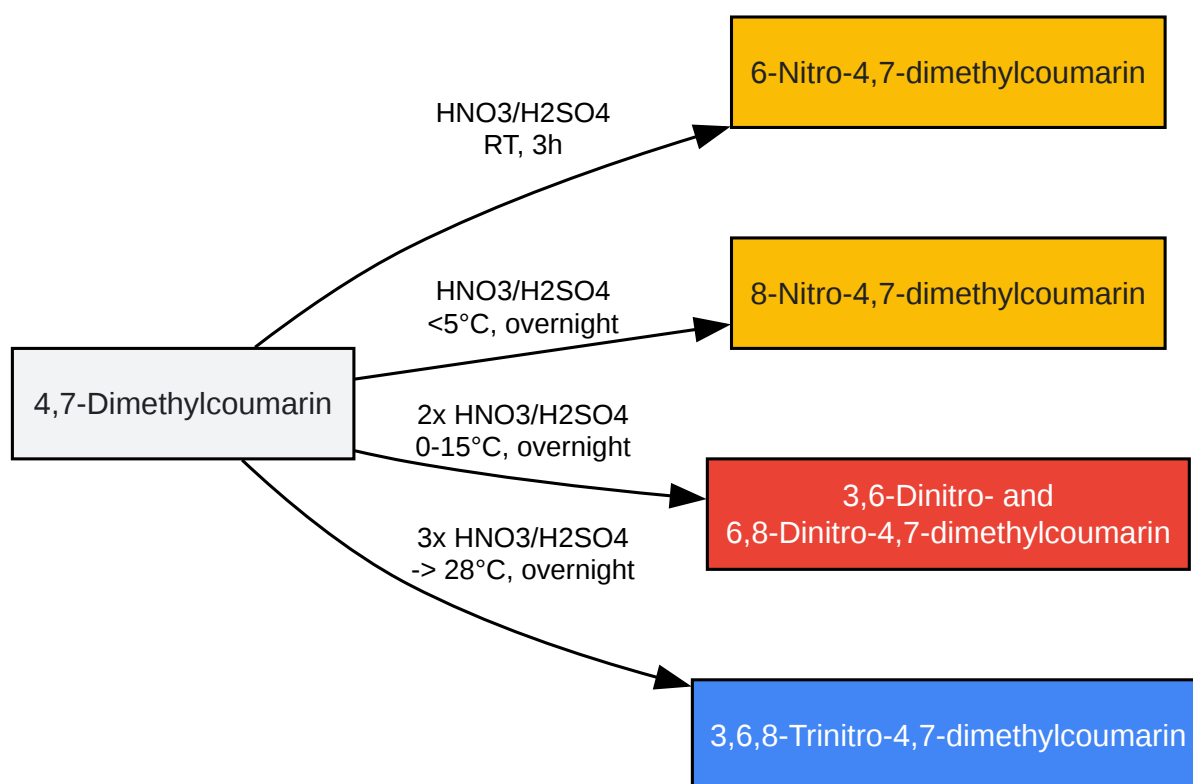 6-Nitro-4,7-dimethylcoumarin
HNO3/H2SO4
RT, 3h
8-Nitro-4,7-dimethylcoumarin
HNO3/H2SO4
<5°C, overnight
4,7-Dimethylcoumarin
2x HNO3/H2SO4
0-15°C, overnight
3,6-Dinitro- and
6,8-Dinitro-4,7-dimethylcoumarin
3x HNO3/H2SO4
-> 28°C, overnight
3,6,8-Trinitro-4,7-dimethylcoumarin